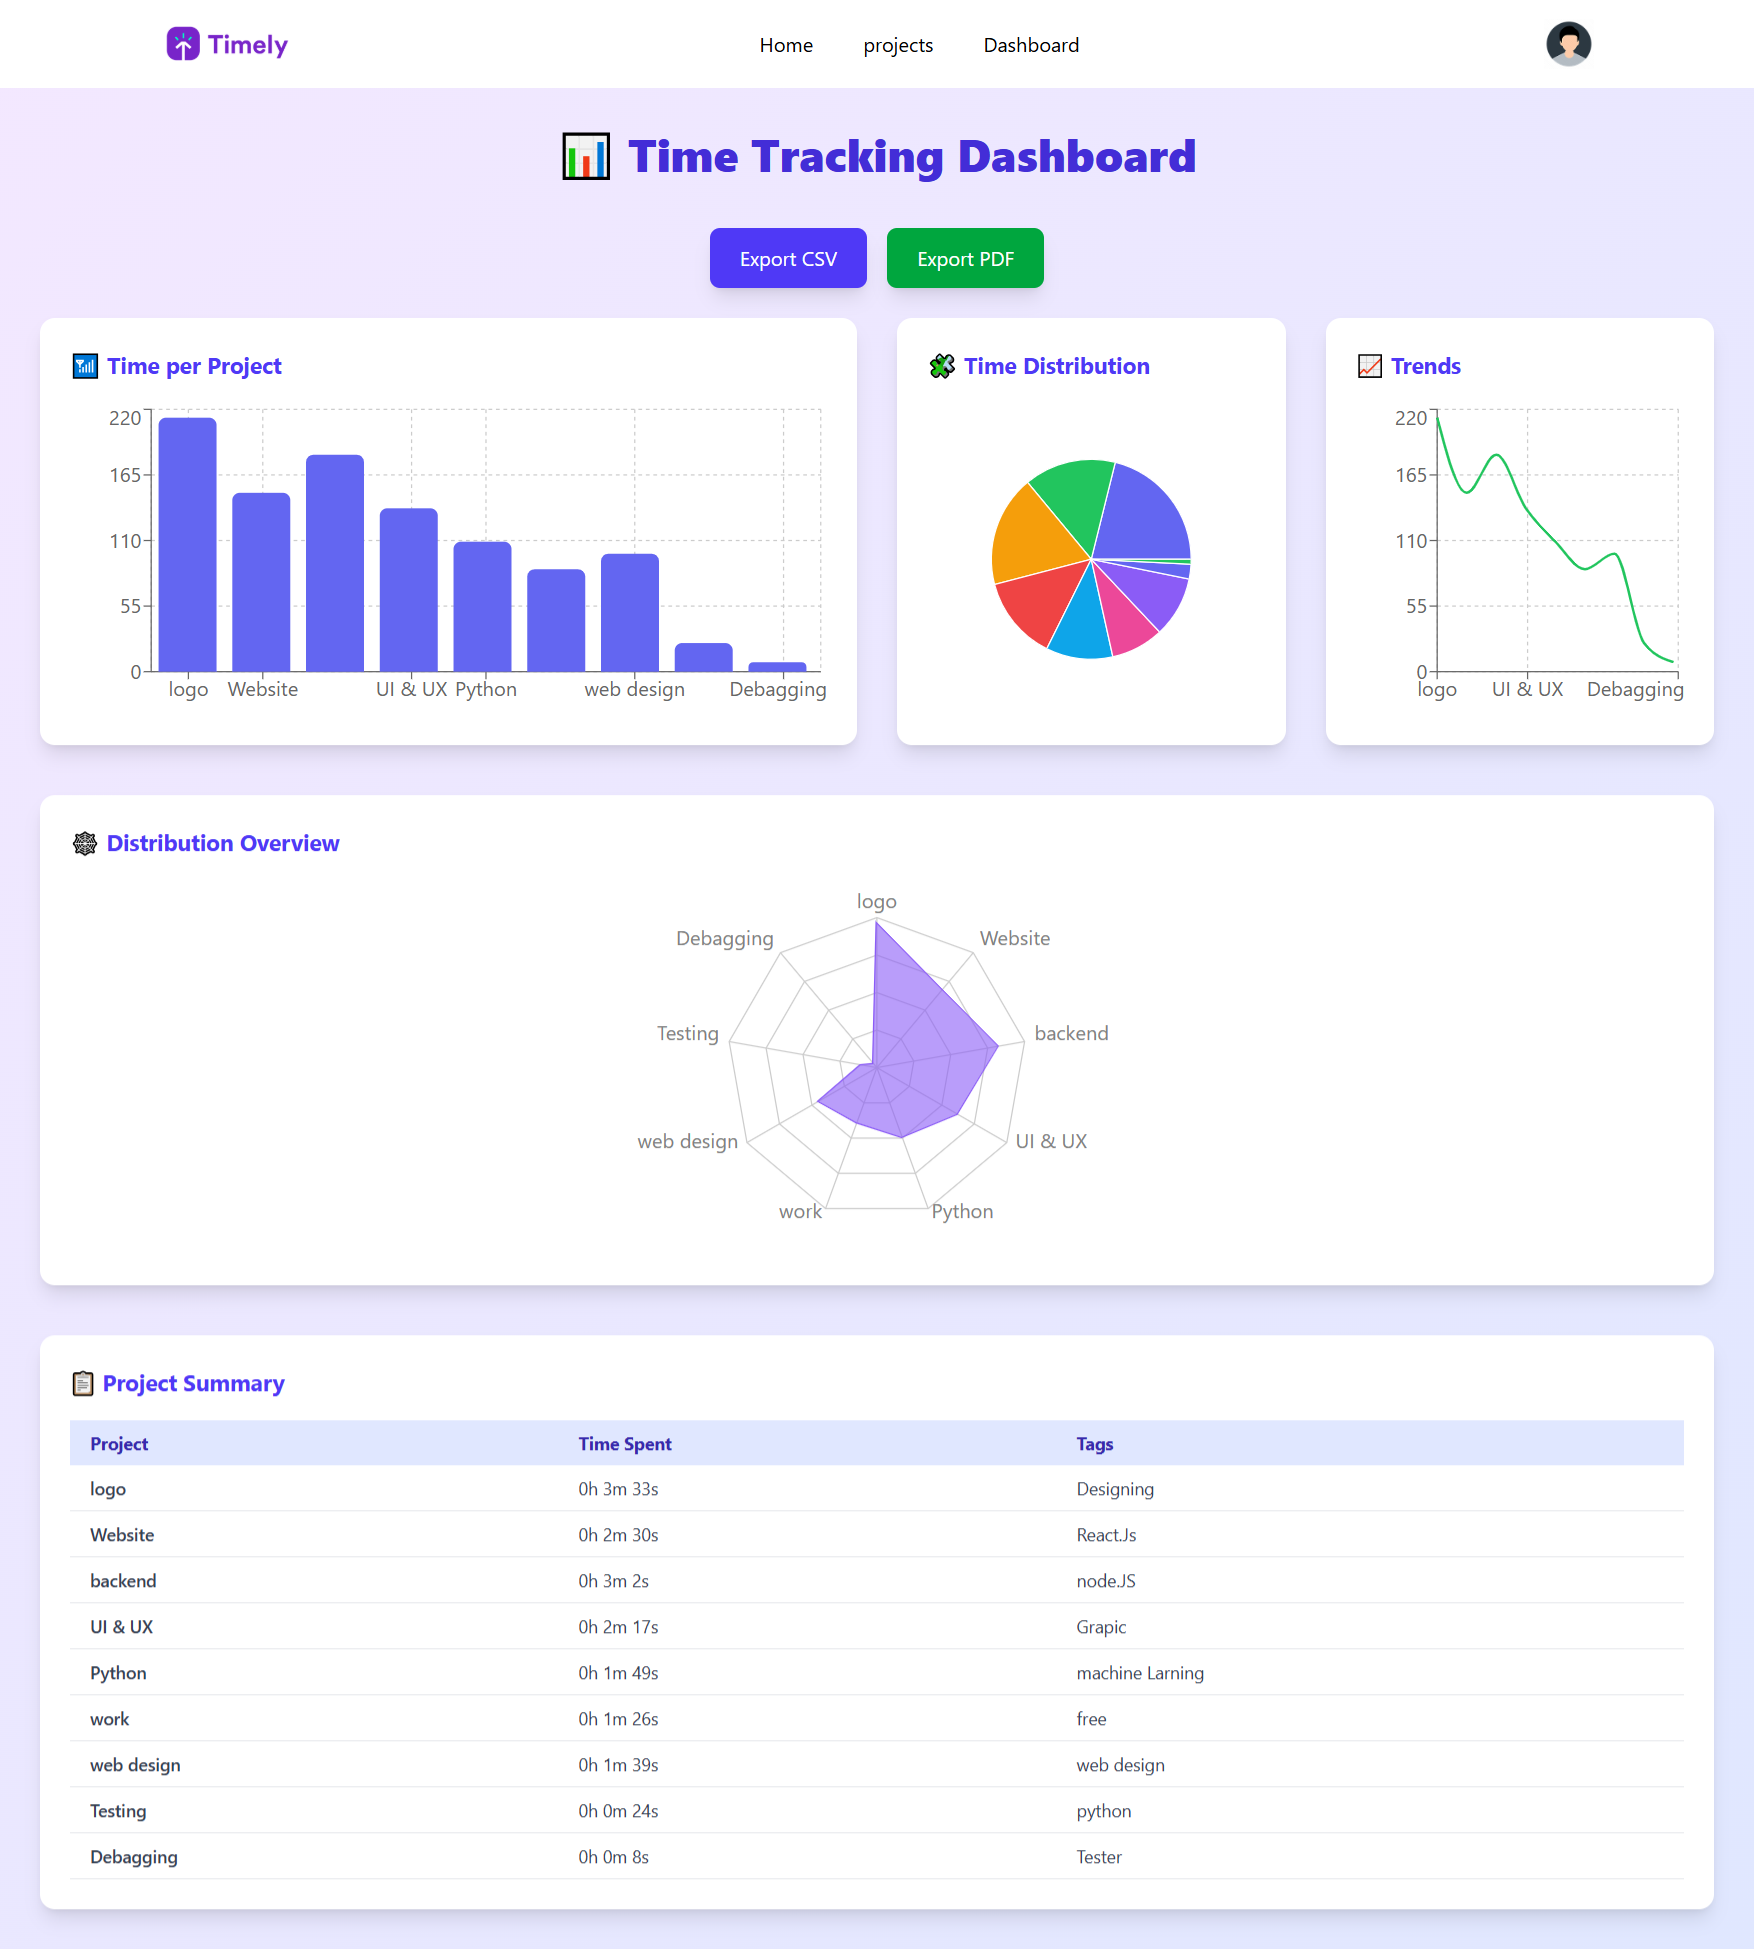 Timely
Home projects Dashboard
Time Tracking Dashboard
Export CSV Export PDF
Time per Project
220
165
110
55
0
logo Website UI & UX Python web design Debagging
Time Distribution
Trends
220
165
110
55
0
logo UI & UX Debagging
Distribution Overview
logo
Debagging Website
Testing backend
web design UI & UX
work Python
Project Summary
Project Time Spent Tags
logo 0h 3m 33s Designing
Website 0h 2m 30s React.Js
backend 0h 3m 2s node.JS
UI & UX 0h 2m 17s Grapic
Python 0h 1m 49s machine Larning
work 0h 1m 26s free
web design 0h 1m 39s web design
Testing 0h 0m 24s python
Debagging 0h 0m 8s Tester